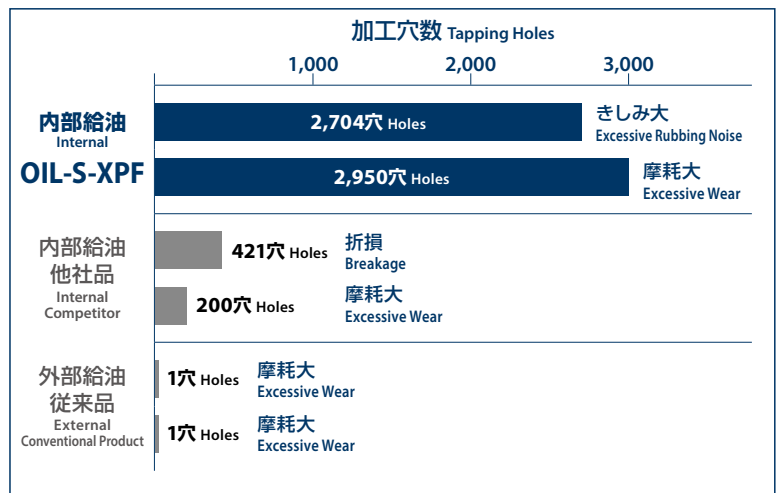 加工穴数 Tapping Holes
1,000 2,000 3,000
内部給油
Internal
OIL-S-XPF
2,704穴 Holes
きしみ大
Excessive Rubbing Noise
2,950穴 Holes
摩耗大
Excessive Wear
内部給油
他社品
Internal
Competitor
421穴 Holes
折損
Breakage
200穴 Holes
摩耗大
Excessive Wear
外部給油
従来品
External
Conventional Product
1穴 Holes
摩耗大
Excessive Wear
1穴 Holes
摩耗大
Excessive Wear